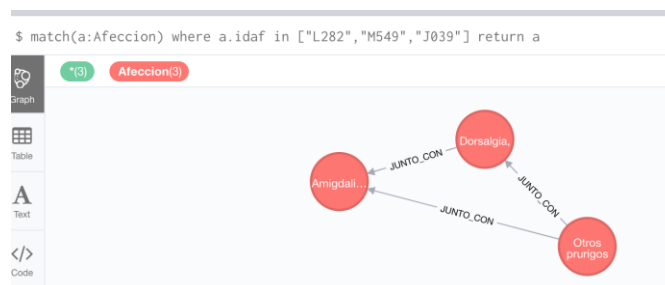 $ match(a:Afeccion) where a.idaf in ["L282","M549","J039"] return a
*(3) Afeccion(3)
Graph
Table
Text
Code
Dorsalgia,
JUNTO_CON
Amigdali…
JUNTO_CON
JUNTO_CON
Otros
prurigos